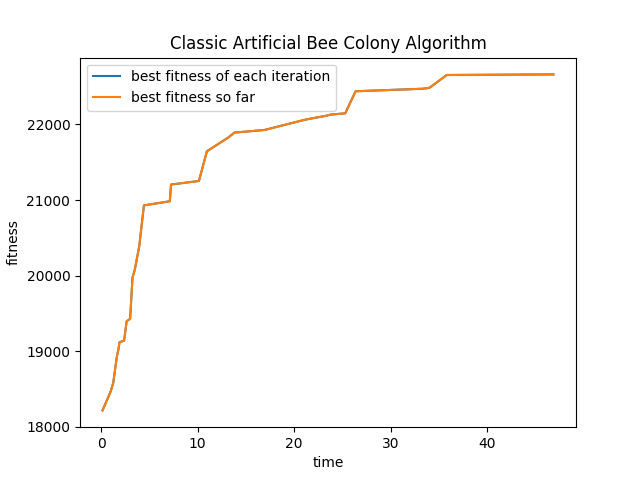 Classic Artificial Bee Colony Algorithm
best fitness of each iteration
best fitness so far
22000
21000
20000
19000
18000
fitness
0 10 20 30 40
time